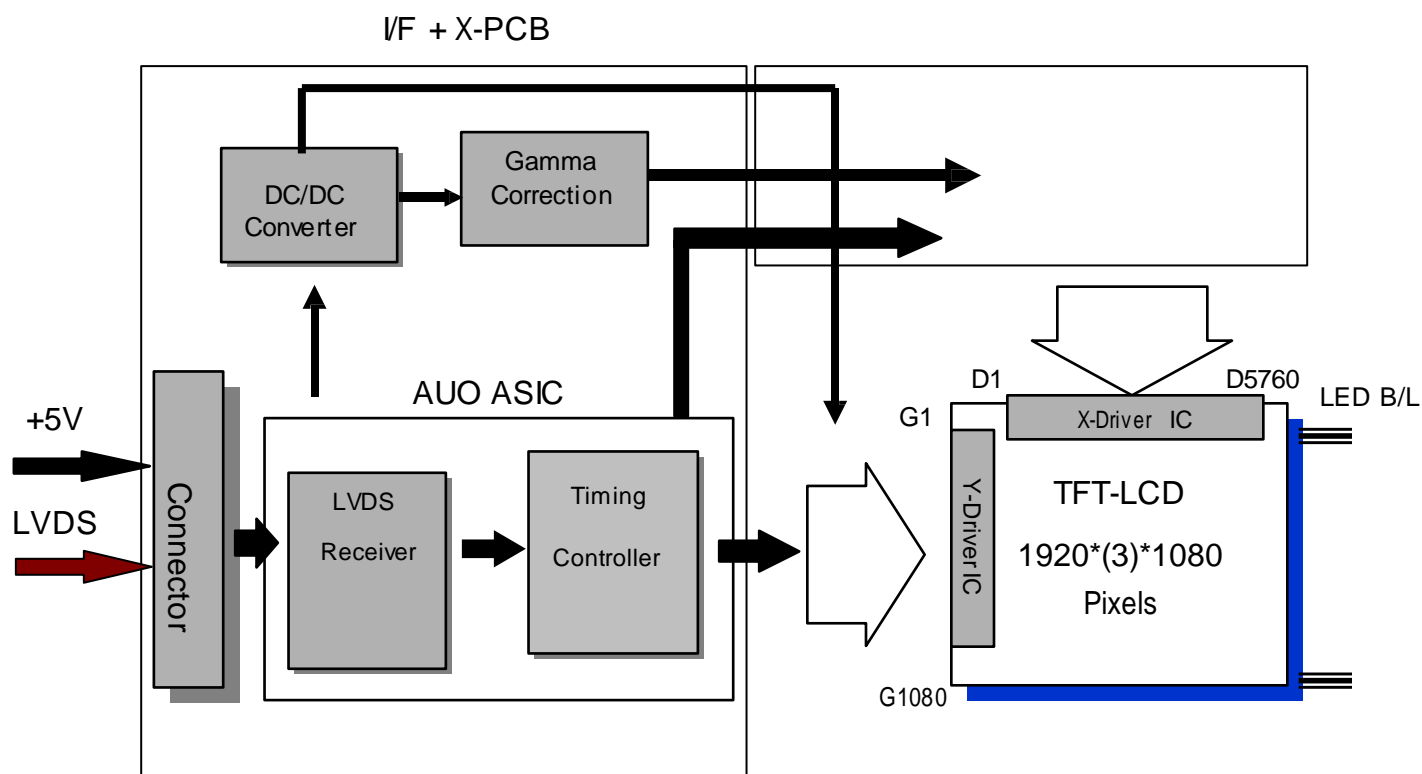 I/F + X-PCB
DC/DC
Converter
Gamma
Correction
AUO ASIC
+5V
LVDS
Connector
LVDS
Receiver
Timing
Controller
D1
D5760
LED B/L
G1
X-Driver IC
Y-Driver IC
TFT-LCD
1920*(3)*1080
Pixels
G1080